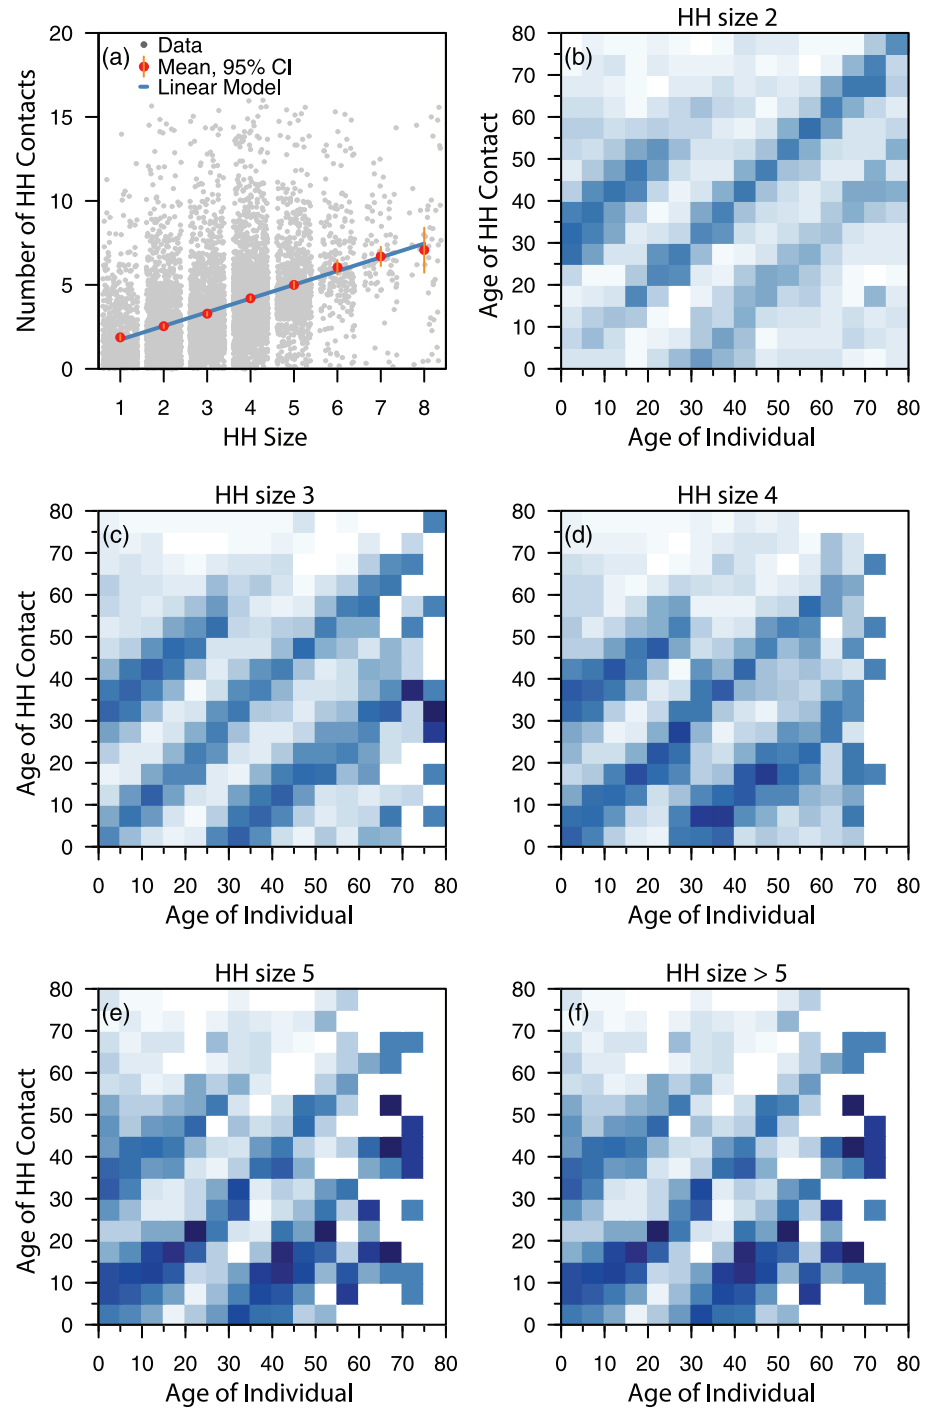 (a)
Data
Mean, 95% CI
Linear Model
20
15
10
5
0
Number of HH Contacts
1 2 3 4 5 6 7 8
HH Size
HH size 2
(b)
80
70
60
50
40
30
20
10
0
Age of HH Contact
0 10 20 30 40 50 60 70 80
Age of Individual
HH size 3
(c)
80
70
60
50
40
30
20
10
0
Age of HH Contact
0 10 20 30 40 50 60 70 80
Age of Individual
HH size 4
(d)
80
70
60
50
40
30
20
10
0
0 10 20 30 40 50 60 70 80
Age of Individual
HH size 5
(e)
80
70
60
50
40
30
20
10
0
Age of HH Contact
0 10 20 30 40 50 60 70 80
Age of Individual
HH size > 5
(f)
80
70
60
50
40
30
20
10
0
0 10 20 30 40 50 60 70 80
Age of Individual